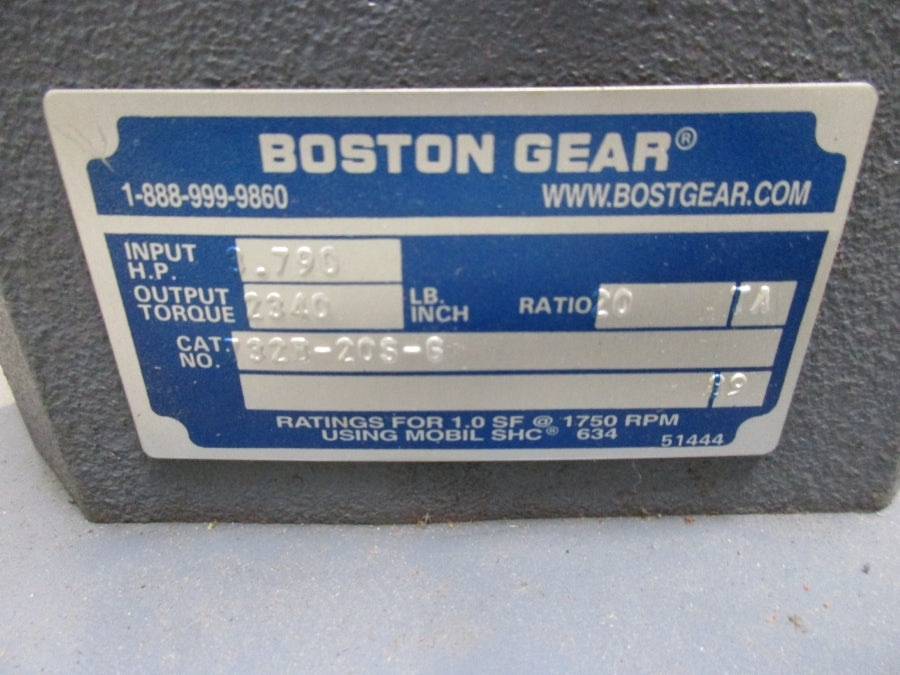 BOSTON GEAR®
1-888-999-9860 WWW.BOSTGEAR.COM
INPUT
H.P.
OUTPUT
TORQUE 2340 LB.
INCH RATIO 20
CAT.
NO.
RATINGS FOR 1.0 SF @ 1750 RPM
USING MOBIL SHC® 634 51444